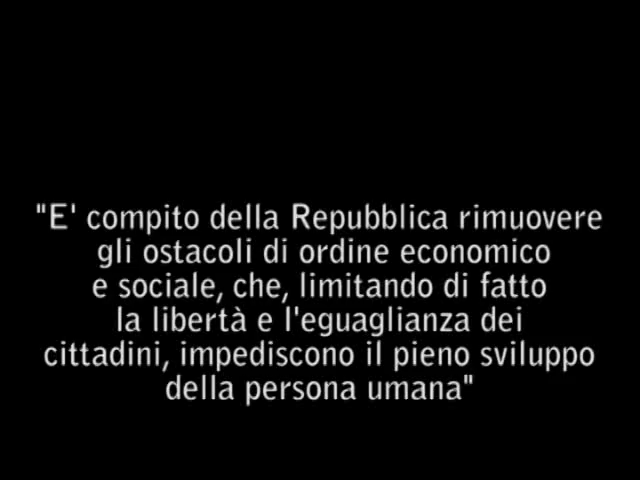 "E' compito della Repubblica rimuovere
gli ostacoli di ordine economico
e sociale, che, limitando di fatto
la libertà e l'eguaglianza dei
cittadini, impediscono il pieno sviluppo
della persona umana"